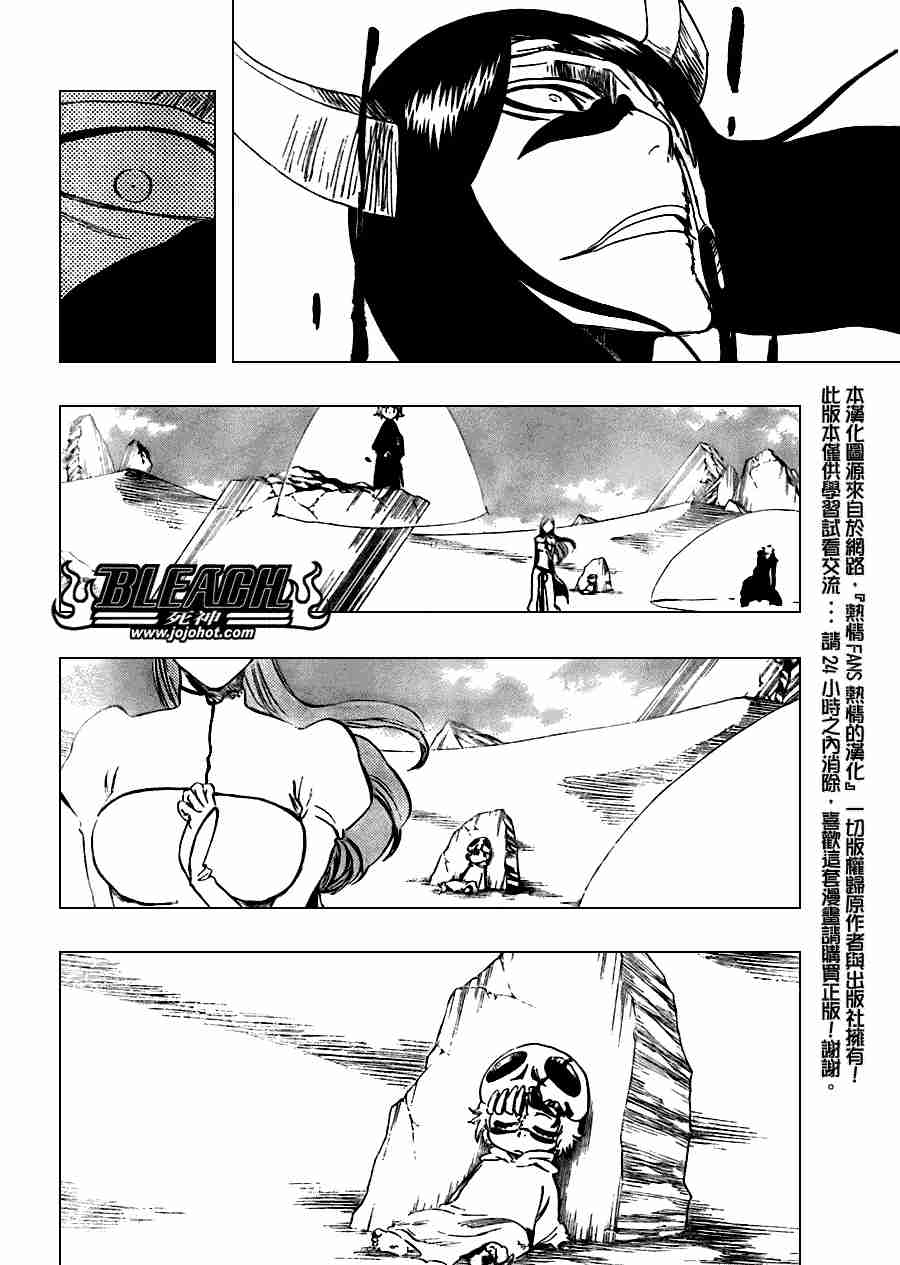 本漢化圖源來自於網路，『熱情FANS熱情的漢化』一切版權歸原作者與出版社擁有！
此版本僅供學習試看交流… 請24小時之內消除，喜歡這套漫畫請購買正版！謝謝。
BLEACH
死神
www.jojohot.com